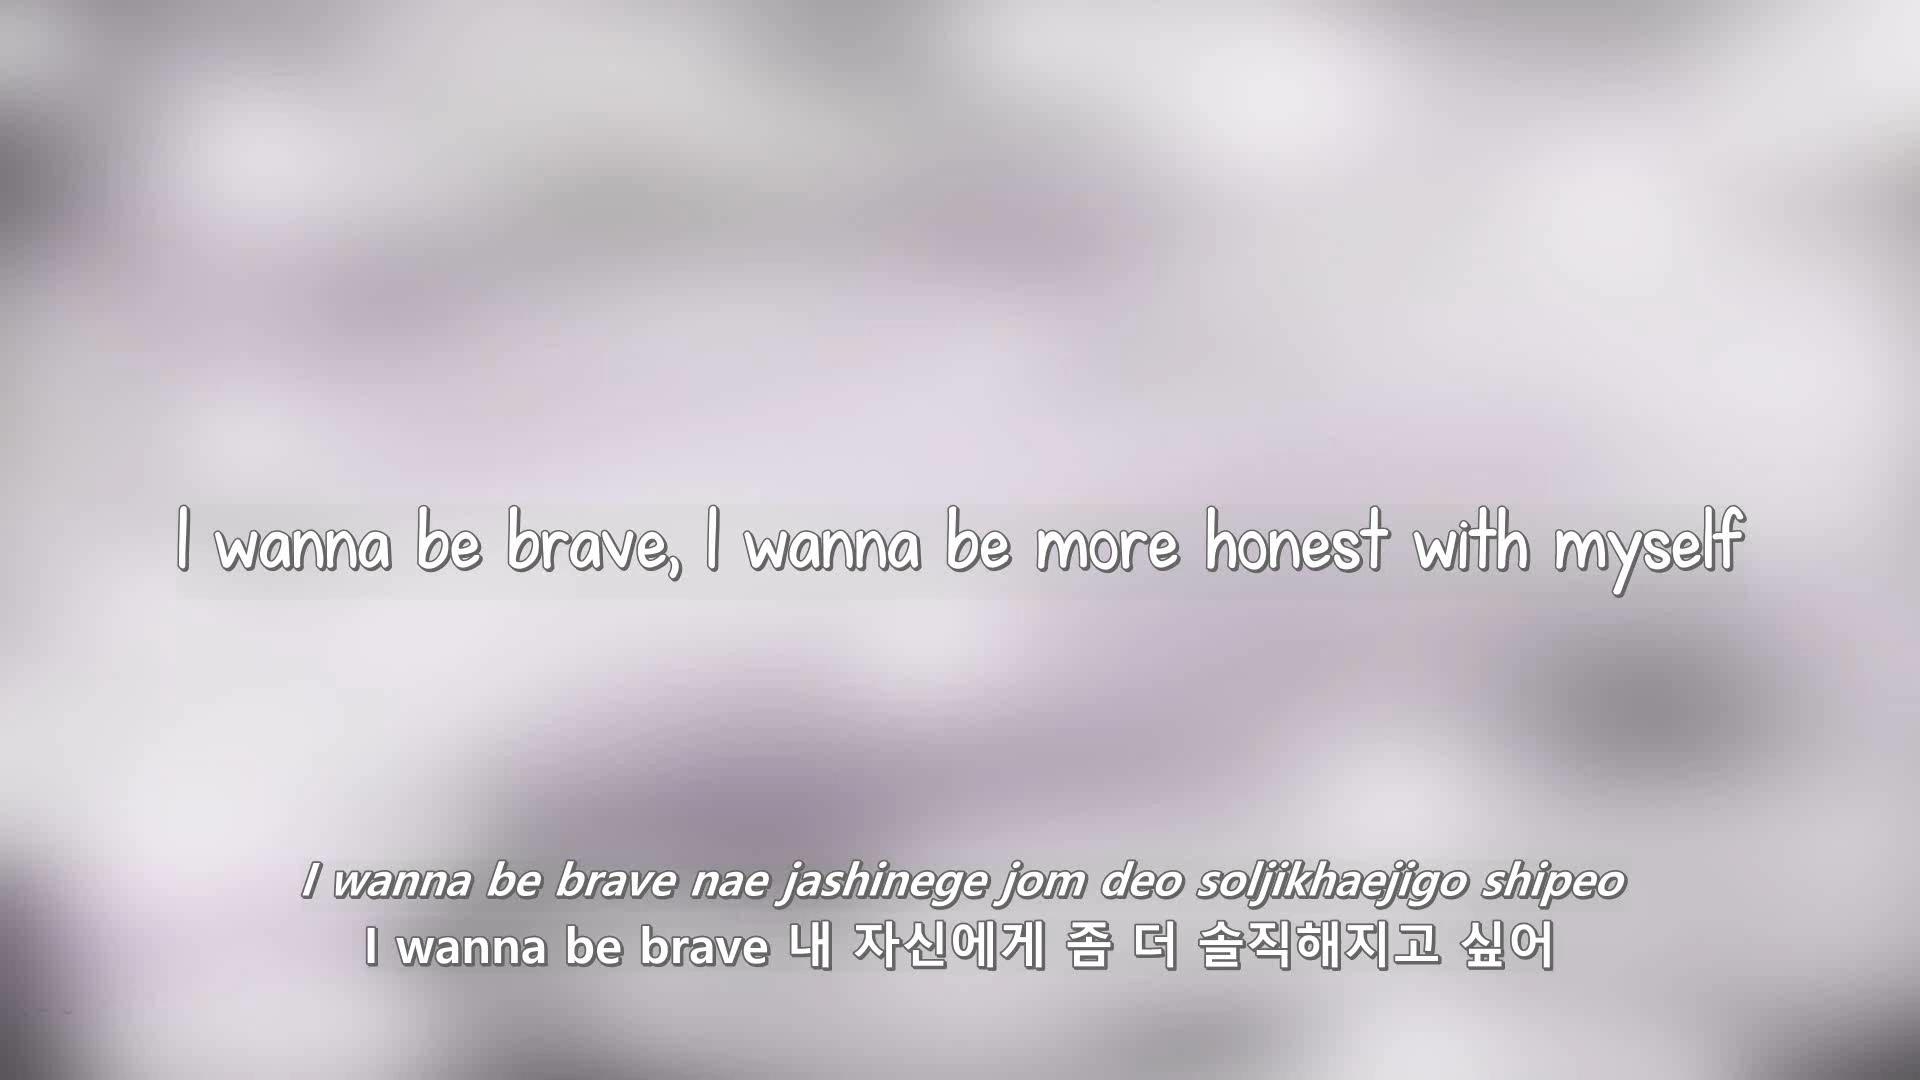 I wanna be brave, I wanna be more honest with myself
I wanna be brave nae jashinege jom deo soljikhaejigo shipeo
I wanna be brave 내 자신에게 좀 더 솔직해지고 싶어